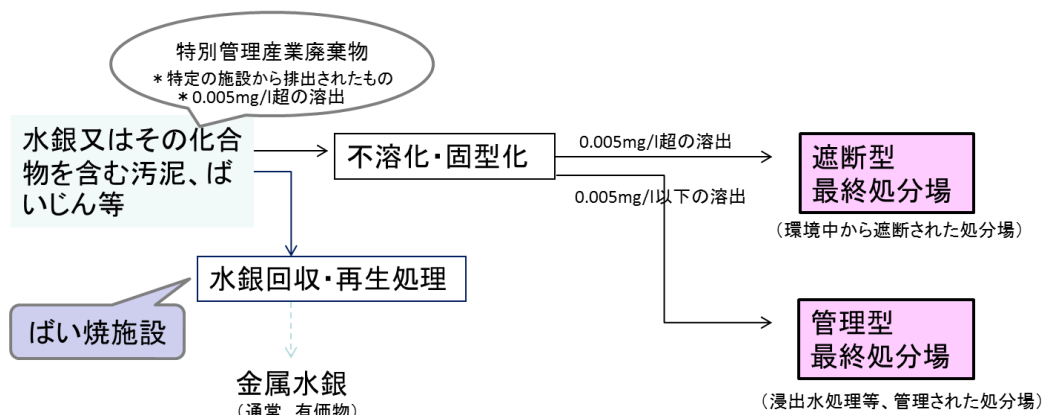 特別管理産業廃棄物
＊特定の施設から排出されたもの
＊0.005mg/l超の溶出
水銀又はその化合
物を含む汚泥、ば
いじん等
不溶化・固型化
0.005mg/l超の溶出
0.005mg/l以下の溶出
遮断型
最終処分場
（環境中から遮断された処分場）
水銀回収・再生処理
ばい焼施設
管理型
最終処分場
（浸出水処理等、管理された処分場）
金属水銀
（通常、有価物）